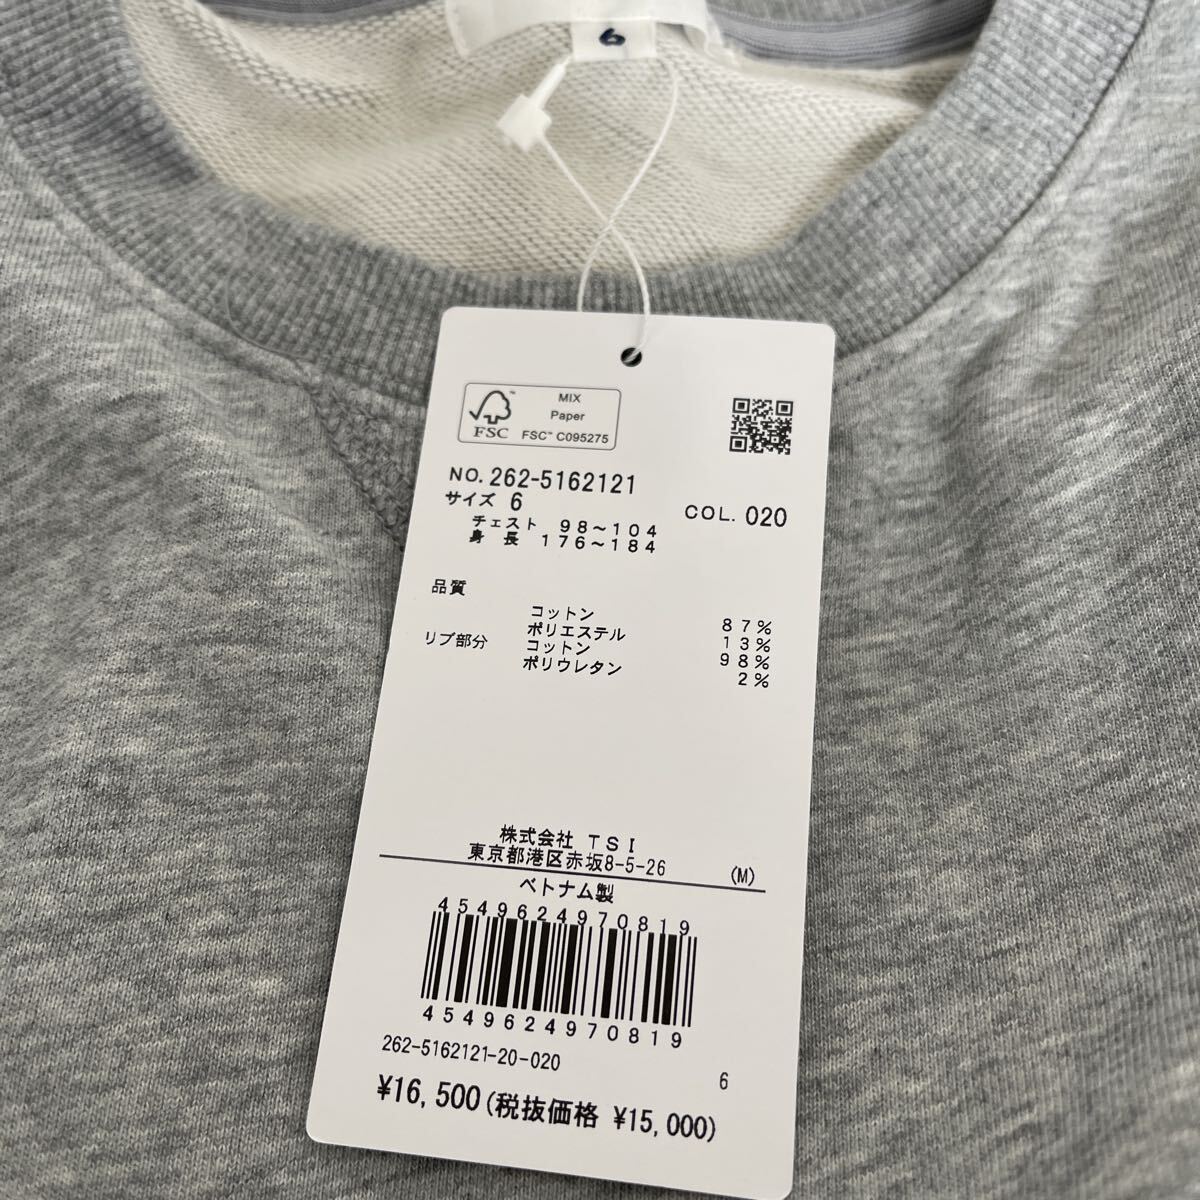 6
MIX
Paper
FSC™ C095275
FSC
NO. 262-5162121
サイズ 6
COL. 020
チェスト 98～104
身長 176～184
品質
コットン 87%
ポリエステル 13%
リブ部分 コットン 98%
ポリウレタン 2%
株式会社 TSI
東京都港区赤坂8-5-26
(M)
ベトナム製
4549624970819
4549624970819
262-5162121-20-020
6
¥16,500(税抜価格 ¥15,000)